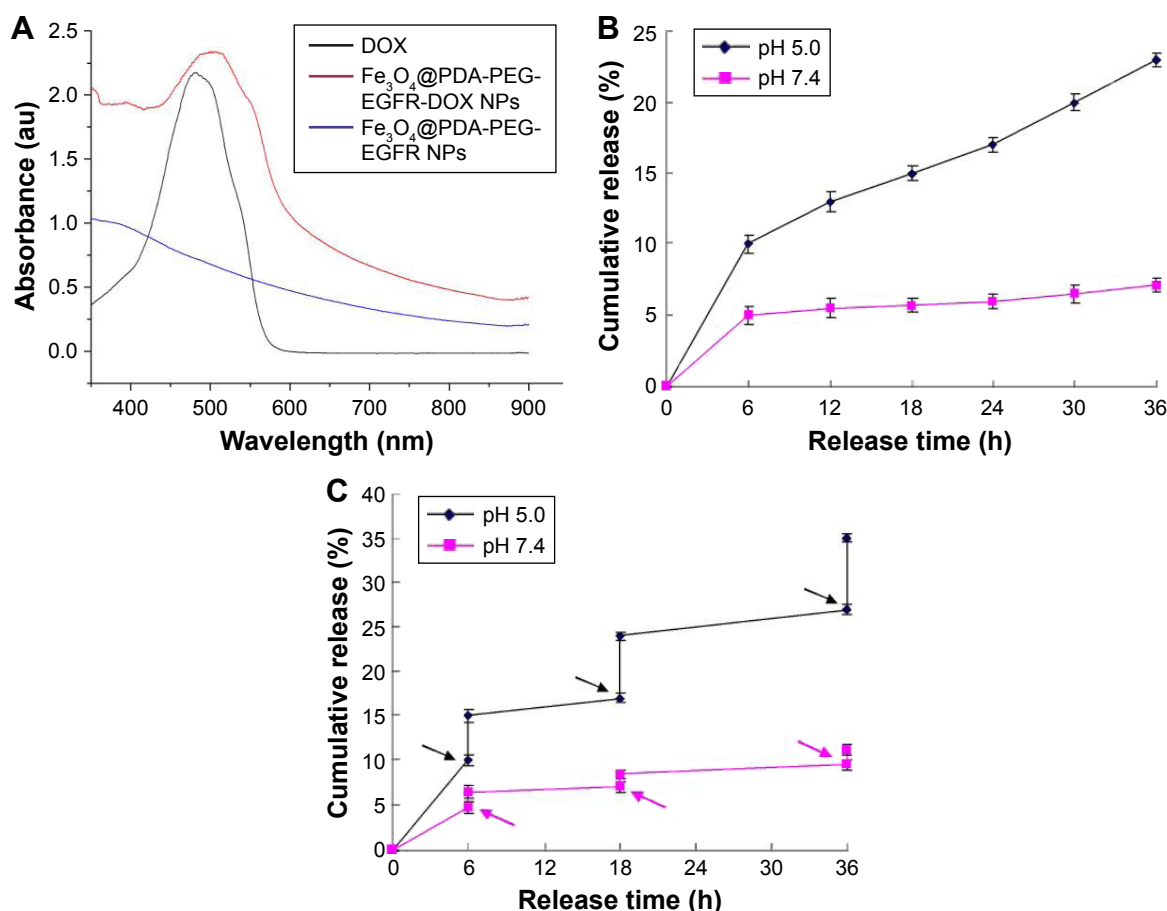 A
Absorbance (au)
2.5
2.0
1.5
1.0
0.5
0.0
400 500 600 700 800 900
Wavelength (nm)
DOX
Fe₃O₄@PDA-PEG-
EGFR-DOX NPs
Fe₃O₄@PDA-PEG-
EGFR NPs
B
Cumulative release (%)
25
20
15
10
5
0
0 6 12 18 24 30 36
Release time (h)
pH 5.0
pH 7.4
C
Cumulative release (%)
40
35
30
25
20
15
10
5
0
0 6 12 18 24 30 36
Release time (h)
pH 5.0
pH 7.4